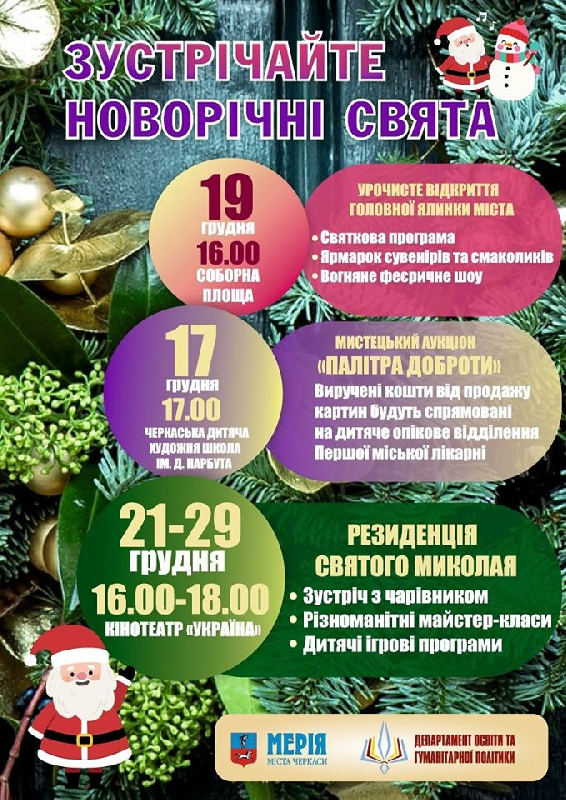 ЗУСТРІЧАЙТЕ
НОВОРІЧНІ СВЯТА
19
грудня
16.00
СОБОРНА
ПЛОЩА
УРОЧИСТЕ ВІДКРИТТЯ
ГОЛОВНОЇ ЯЛИНКИ МІСТА
• Святкова програма
• Ярмарок сувенірів та смаколиків
• Вогняне феєричне шоу
17
грудня
17.00
ЧЕРКАСЬКА ДИТЯЧА
ХУДОЖНЯ ШКОЛА
ІМ. Д. НАРБУТА
МИСТЕЦЬКИЙ АУКЦІОН
«ПАЛІТРА ДОБРОТИ»
Виручені кошти від продажу
картин будуть спрямовані
на дитяче опікове відділення
Першої міської лікарні
21-29
грудня
16.00-18.00
КІНОТЕАТР «УКРАЇНА»
РЕЗИДЕНЦІЯ
СВЯТОГО МИКОЛАЯ
• Зустріч з чарівником
• Різноманітні майстер-класи
• Дитячі ігрові програми
МЕРІЯ
МІСТА ЧЕРКАСИ
ДЕПАРТАМЕНТ ОСВІТИ ТА
ГУМАНІТАРНОЇ ПОЛІТИКИ